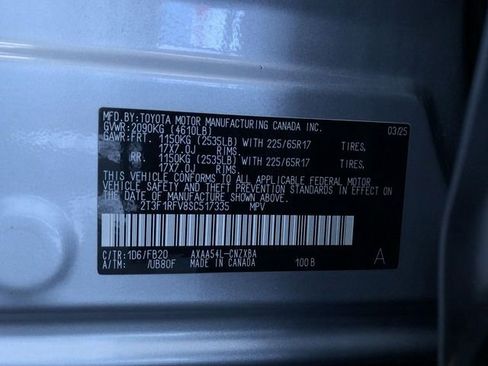 MFD.BY:TOYOTA MOTOR MANUFACTURING CANADA INC. 03/25
GVWR:2090KG (4610LB)
GAWR:FRT. 1150KG (2535LB) WITH 225/65R17 TIRES,
17X7.0J RIMS,
RR. 1150KG (2535LB) WITH 225/65R17 TIRES,
17X7.0J RIMS,
THIS VEHICLE CONFORMS TO ALL APPLICABLE FEDERAL MOTOR
VEHICLE SAFETY AND THEFT PREVENTION STANDARDS IN EFFECT ON
THE DATE OF MANUFACTURE SHOWN ABOVE.
2T3F1RFV8SC517335 MPV
C/TR:1D6/FB20 AXAA54L-CNZXBA
A/TM: /UB80F MADE IN CANADA 100B A